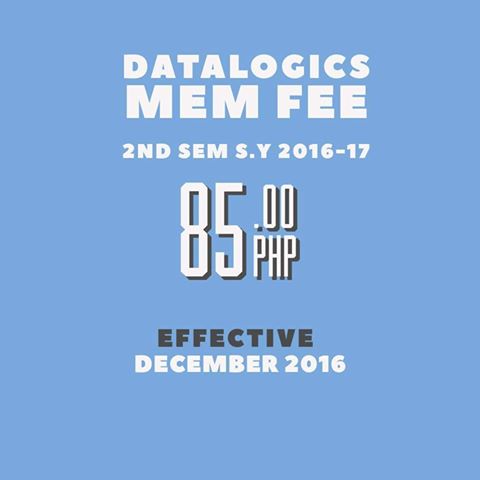 DATALOGICS
MEM FEE
2ND SEM S.Y 2016-17
85.00
PHP
EFFECTIVE
DECEMBER 2016